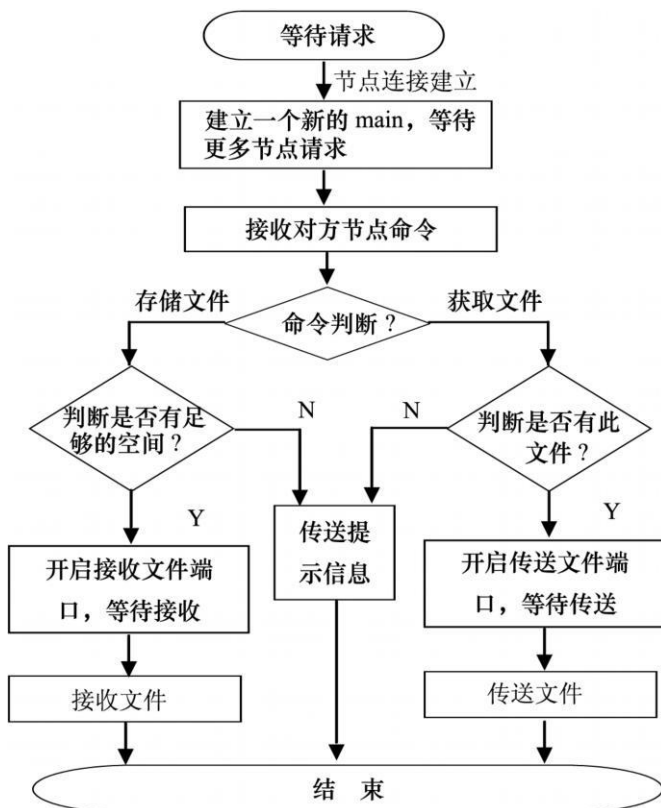 等待请求
节点连接建立
建立一个新的 main，等待
更多节点请求
接收对方节点命令
存储文件
命令判断？
获取文件
判断是否有足
够的空间？
N
N
判断是否有此
文件？
Y
传送提
示信息
Y
开启接收文件端
口，等待接收
开启传送文件端
口，等待传送
接收文件
传送文件
结 束